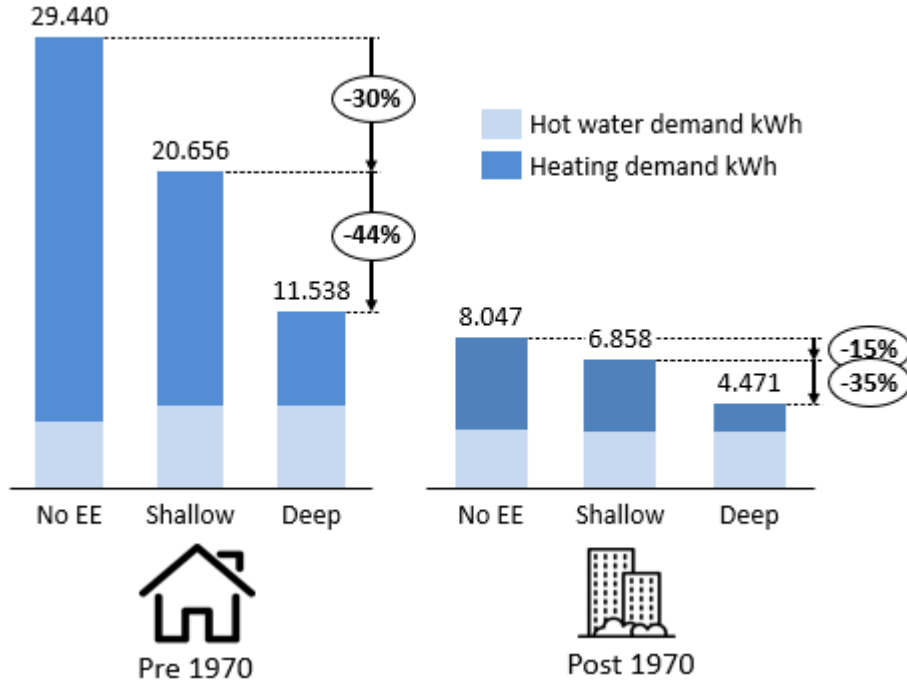 29.440
-30%
20.656
-44%
11.538
Hot water demand kWh
Heating demand kWh
8.047
6.858
4.471
-15%
-35%
No EE
Shallow
Deep
No EE
Shallow
Deep
Pre 1970
Post 1970